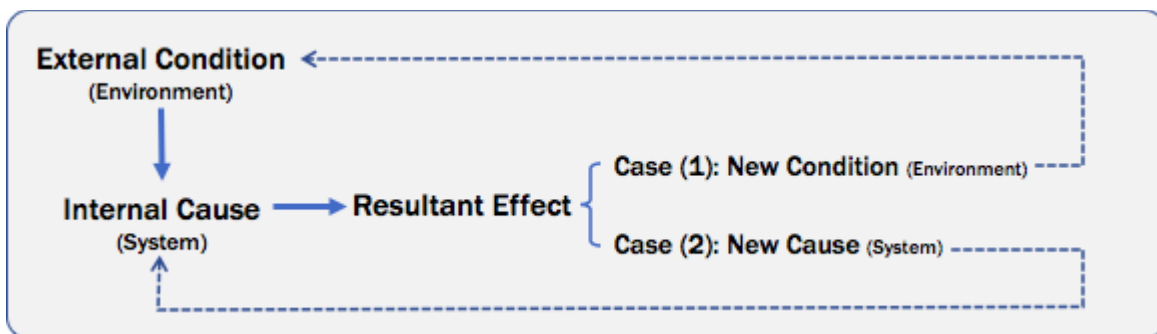 External Condition
(Environment)
Case (1): New Condition (Environment)
Internal Cause
(System)
Resultant Effect
Case (2): New Cause (System)